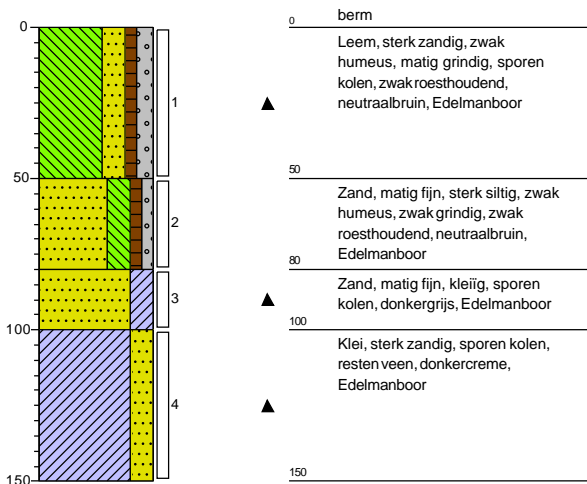 0
50
100
150
1
2
3
4
0
berm
Leem, sterk zandig, zwak
humeus, matig grindig, sporen
kolen, zwak roesthoudend,
neutraalbruin, Edelmanboor
50
Zand, matig fijn, sterk siltig, zwak
humeus, zwak grindig, zwak
roesthoudend, neutraalbruin,
Edelmanboor
80
Zand, matig fijn, kleiïg, sporen
kolen, donkergrijs, Edelmanboor
100
Klei, sterk zandig, sporen kolen,
resten veen, donkercreme,
Edelmanboor
150